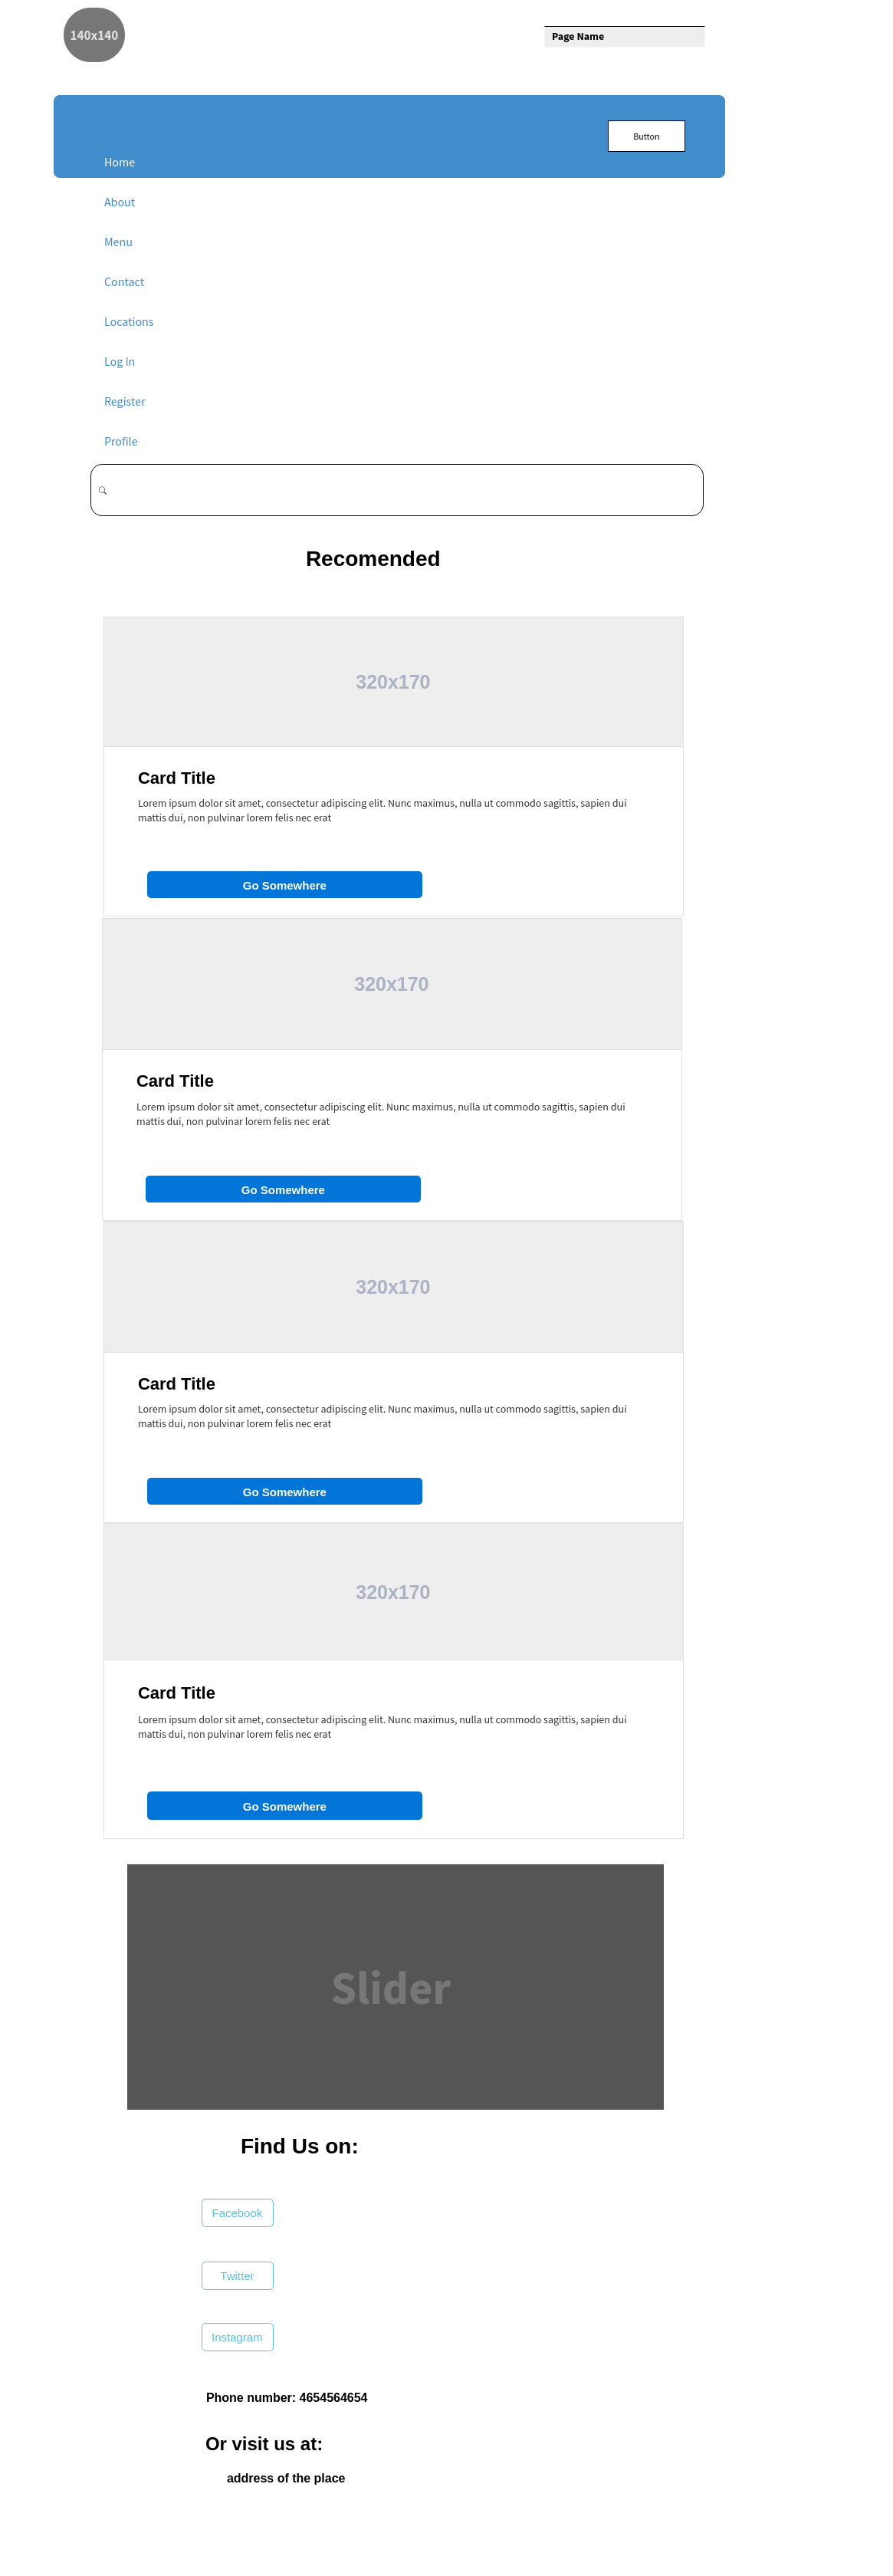 140x140
Page Name
Button
Home
About
Menu
Contact
Locations
Log In
Register
Profile
Recomended
320x170
Card Title
Lorem ipsum dolor sit amet, consectetur adipiscing elit. Nunc maximus, nulla ut commodo sagittis, sapien dui
mattis dui, non pulvinar lorem felis nec erat
Go Somewhere
320x170
Card Title
Lorem ipsum dolor sit amet, consectetur adipiscing elit. Nunc maximus, nulla ut commodo sagittis, sapien dui
mattis dui, non pulvinar lorem felis nec erat
Go Somewhere
320x170
Card Title
Lorem ipsum dolor sit amet, consectetur adipiscing elit. Nunc maximus, nulla ut commodo sagittis, sapien dui
mattis dui, non pulvinar lorem felis nec erat
Go Somewhere
320x170
Card Title
Lorem ipsum dolor sit amet, consectetur adipiscing elit. Nunc maximus, nulla ut commodo sagittis, sapien dui
mattis dui, non pulvinar lorem felis nec erat
Go Somewhere
Slider
Find Us on:
Facebook
Twitter
Instagram
Phone number: 4654564654
Or visit us at:
address of the place